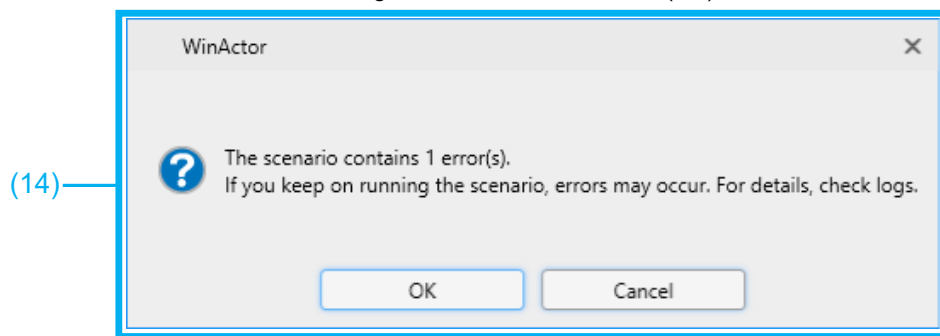 WinActor
The scenario contains 1 error(s).
(14)
If you keep on running the scenario, errors may occur. For details, check logs.
OK
Cancel